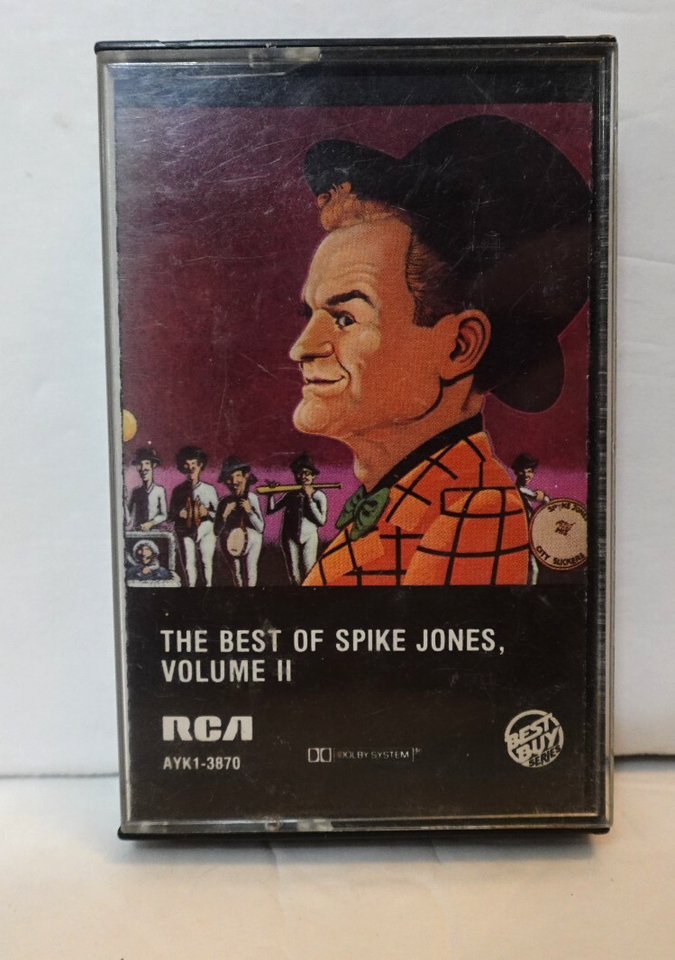 SPIKE JONES
CITY SLICKERS
THE BEST OF SPIKE JONES,
VOLUME II
RCA
AYK1-3870
DOLBY SYSTEM
BEST
BUY
SERIES